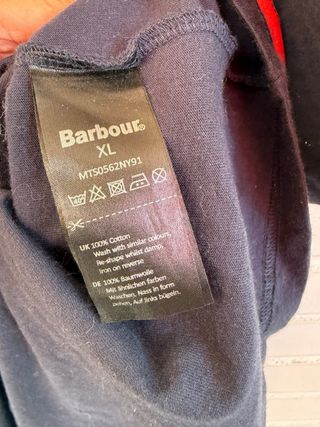 Barbour®
XL
MTS0562NY91
40°
UK 100% Cotton
Wash with similar colours,
Re-shape whilst damp,
Iron on reverse
DE 100% Baumwolle
Mit ähnlichen farben
Waschen, Nass in form
ziehen, Auf links bügeln.